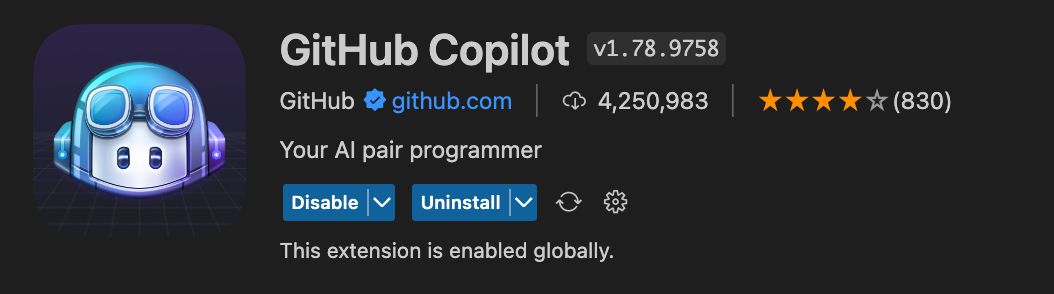 GitHub Copilot v1.78.9758
GitHub github.com 4,250,983 (830)
Your AI pair programmer
Disable Uninstall
This extension is enabled globally.